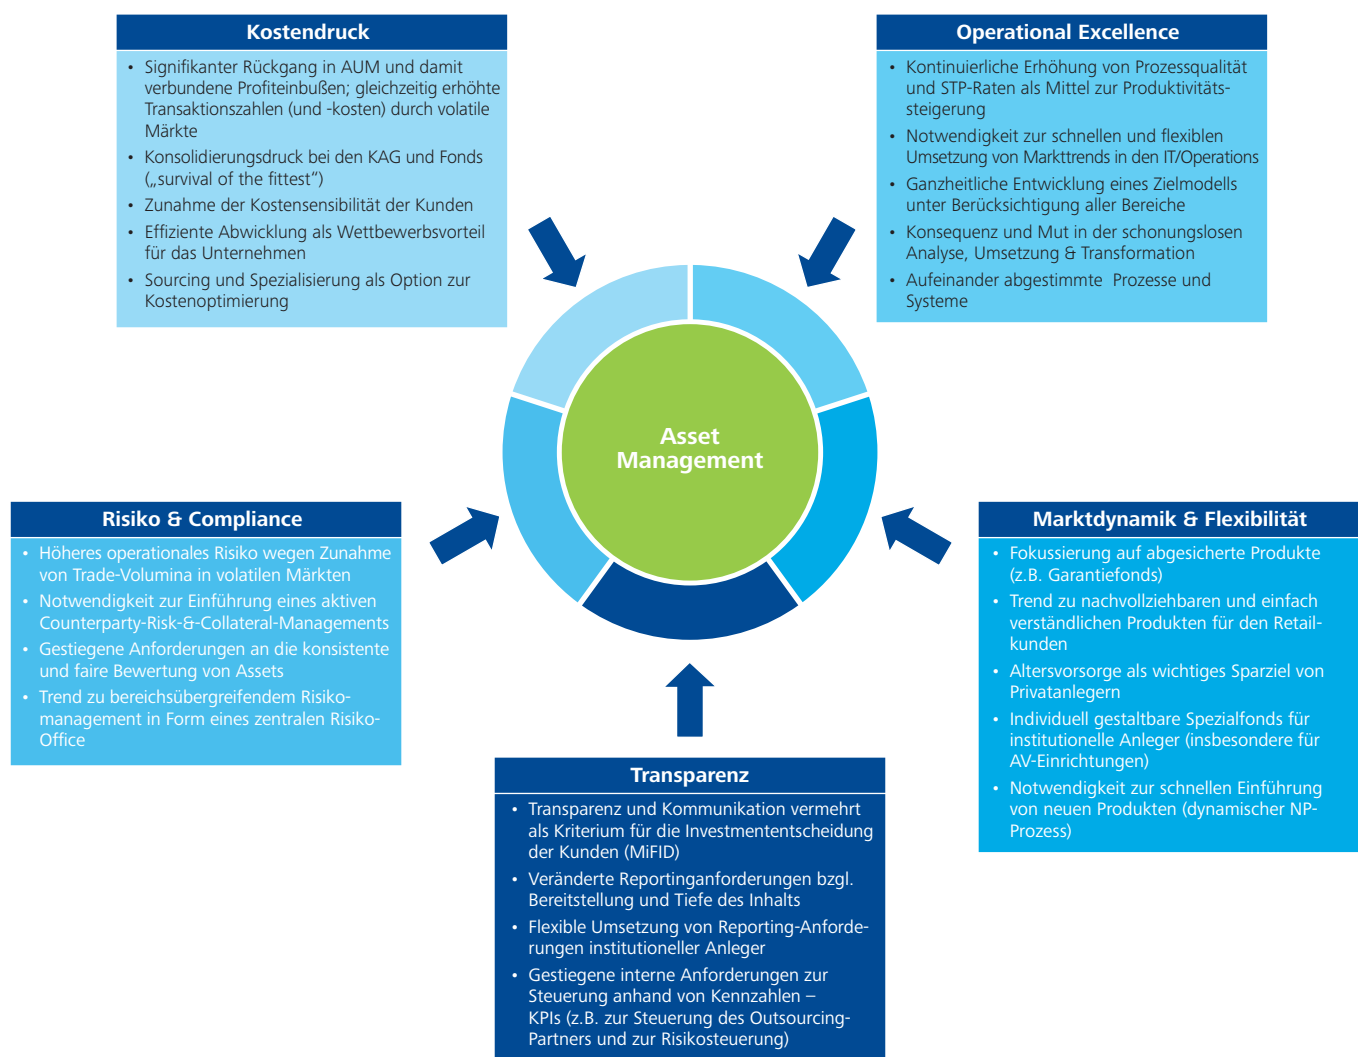 Kostendruck
• Signifikanter Rückgang in AUM und damit
verbundene Profiteinbußen; gleichzeitig erhöhte
Transaktionszahlen (und -kosten) durch volatile
Märkte
• Konsolidierungsdruck bei den KAG und Fonds
(„survival of the fittest“)
• Zunahme der Kostensensibilität der Kunden
• Effiziente Abwicklung als Wettbewerbsvorteil
für das Unternehmen
• Sourcing und Spezialisierung als Option zur
Kostenoptimierung
Operational Excellence
• Kontinuierliche Erhöhung von Prozessqualität
und STP-Raten als Mittel zur Produktivitäts-
steigerung
• Notwendigkeit zur schnellen und flexiblen
Umsetzung von Markttrends in den IT/Operations
• Ganzheitliche Entwicklung eines Zielmodells
unter Berücksichtigung aller Bereiche
• Konsequenz und Mut in der schonungslosen
Analyse, Umsetzung & Transformation
• Aufeinander abgestimmte Prozesse und
Systeme
Asset
Management
Risiko & Compliance
• Höheres operationales Risiko wegen Zunahme
von Trade-Volumina in volatilen Märkten
• Notwendigkeit zur Einführung eines aktiven
Counterparty-Risk-&-Collateral-Managements
• Gestiegene Anforderungen an die konsistente
und faire Bewertung von Assets
• Trend zu bereichsübergreifendem Risiko-
management in Form eines zentralen Risiko-
Office
Marktdynamik & Flexibilität
• Fokussierung auf abgesicherte Produkte
(z.B. Garantiefonds)
• Trend zu nachvollziehbaren und einfach
verständlichen Produkten für den Retail-
kunden
• Altersvorsorge als wichtiges Sparziel von
Privatanlegern
• Individuell gestaltbare Spezialfonds für
institutionelle Anleger (insbesondere für
AV-Einrichtungen)
• Notwendigkeit zur schnellen Einführung
von neuen Produkten (dynamischer NP-
Prozess)
Transparenz
• Transparenz und Kommunikation vermehrt
als Kriterium für die Investmententscheidung
der Kunden (MiFID)
• Veränderte Reportinganforderungen bzgl.
Bereitstellung und Tiefe des Inhalts
• Flexible Umsetzung von Reporting-Anforde-
rungen institutioneller Anleger
• Gestiegene interne Anforderungen zur
Steuerung anhand von Kennzahlen –
KPIs (z.B. zur Steuerung des Outsourcing-
Partners und zur Risikosteuerung)